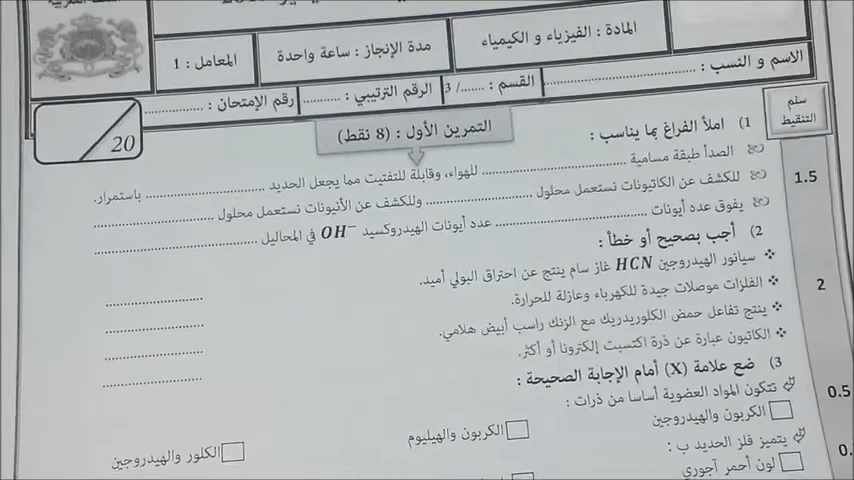 المادة : الفيزياء و الكيمياء
مدة الإنجاز : ساعة واحدة
المعامل : 1
الاسم و النسب : ........................................
القسم : ....../3
الرقم الترتيبي : ...........
رقم الإمتحان : ................
20
سلم التنقيط
التمرين الأول : (8 نقط)
1) املأ الفراغ بما يناسب :
1.5
الصدأ طبقة مسامية ........................................ للهواء، وقابلة للتفتيت مما يجعل الحديد ........................... باستمرار.
للكشف عن الكاتيونات نستعمل محلول ........................... وللكشف عن الأنيونات نستعمل محلول ...........................
يفوق عدد أيونات ........................................ عدد أيونات الهيدروكسيد OH⁻ في المحاليل ........................................
2) أجب بصحيح أو خطأ :
2
سيانور الهيدروجين HCN غاز سام ينتج عن احتراق البولي أميد. ...........................
الفلزات موصلات جيدة للكهرباء وعازلة للحرارة. ...........................
ينتج تفاعل حمض الكلوريدريك مع الزنك راسب أبيض هلامي. ...........................
الكاتيون عبارة عن ذرة اكتسبت إلكترونا أو أكثر. ...........................
3) ضع علامة (X) أمام الإجابة الصحيحة :
تتكون المواد العضوية أساسا من ذرات :
0.5
الكربون والهيدروجين
الكربون والهيليوم
الكلور والهيدروجين
يتميز فلز الحديد ب :
لون أحمر آجوري